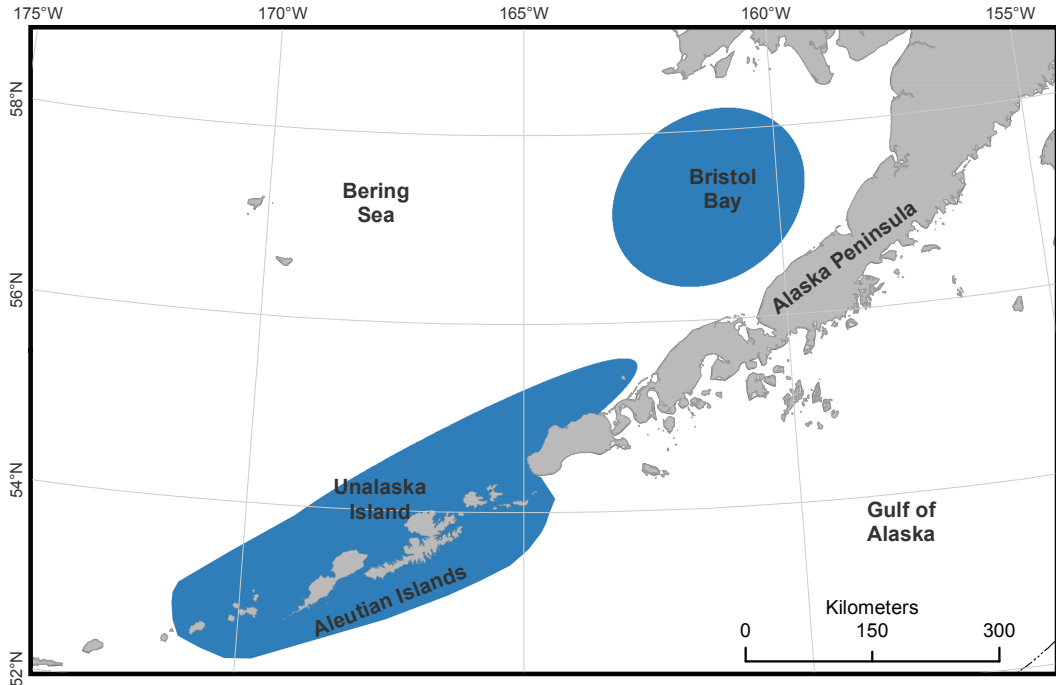 175°W
170°W
165°W
160°W
155°W
58°N
56°N
54°N
52°N
Bering
Sea
Bristol
Bay
Alaska Peninsula
Unalaska
Island
Aleutian Islands
Gulf of
Alaska
Kilometers
0
150
300